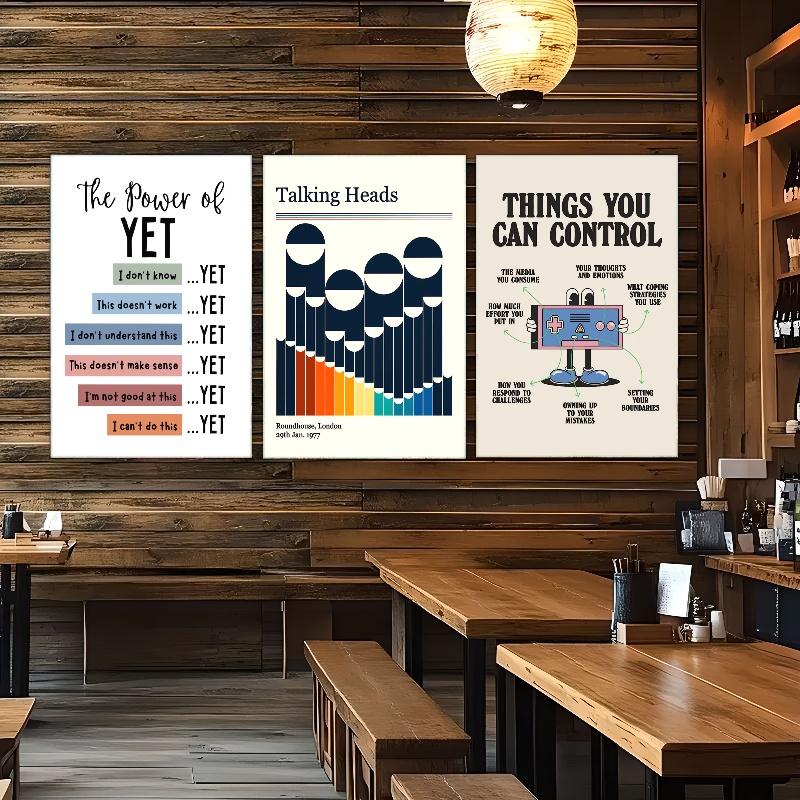 The Power of
YET
I don't know ...YET
This doesn't work ...YET
I don't understand this ...YET
This doesn't make sense ...YET
I'm not good at this ...YET
I can't do this ...YET
Talking Heads
Roundhouse, London
29th Jan. 1977
THINGS YOU
CAN CONTROL
THE MEDIA
YOU CONSUME
YOUR THOUGHTS
AND EMOTIONS
WHAT COPING
STRATEGIES
YOU USE
HOW MUCH
EFFORT YOU
PUT IN
HOW YOU
RESPOND TO
CHALLENGES
OWNING UP
TO YOUR
MISTAKES
SETTING
YOUR
BOUNDARIES